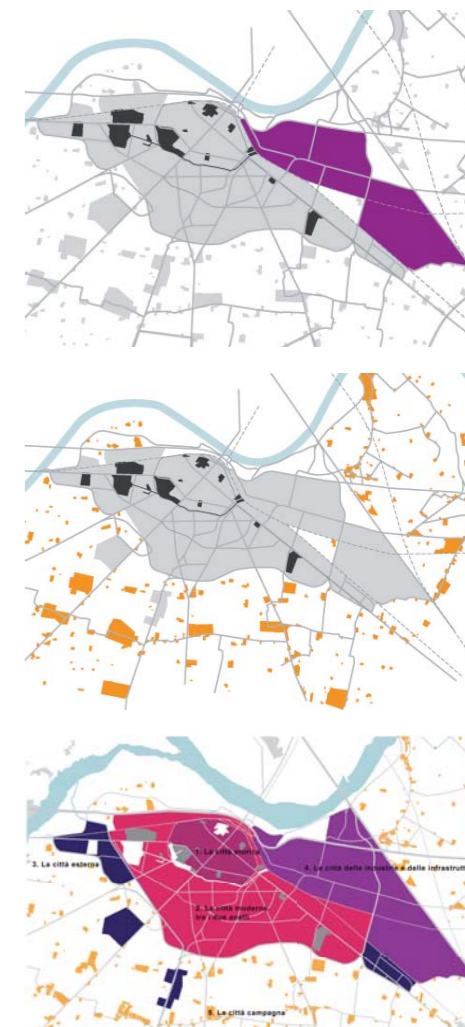 1. La città storica
3. La città esterna
4. La città delle industrie e delle infrastrutt
2. La città moderna
tra i due anelli
5. La città campagna